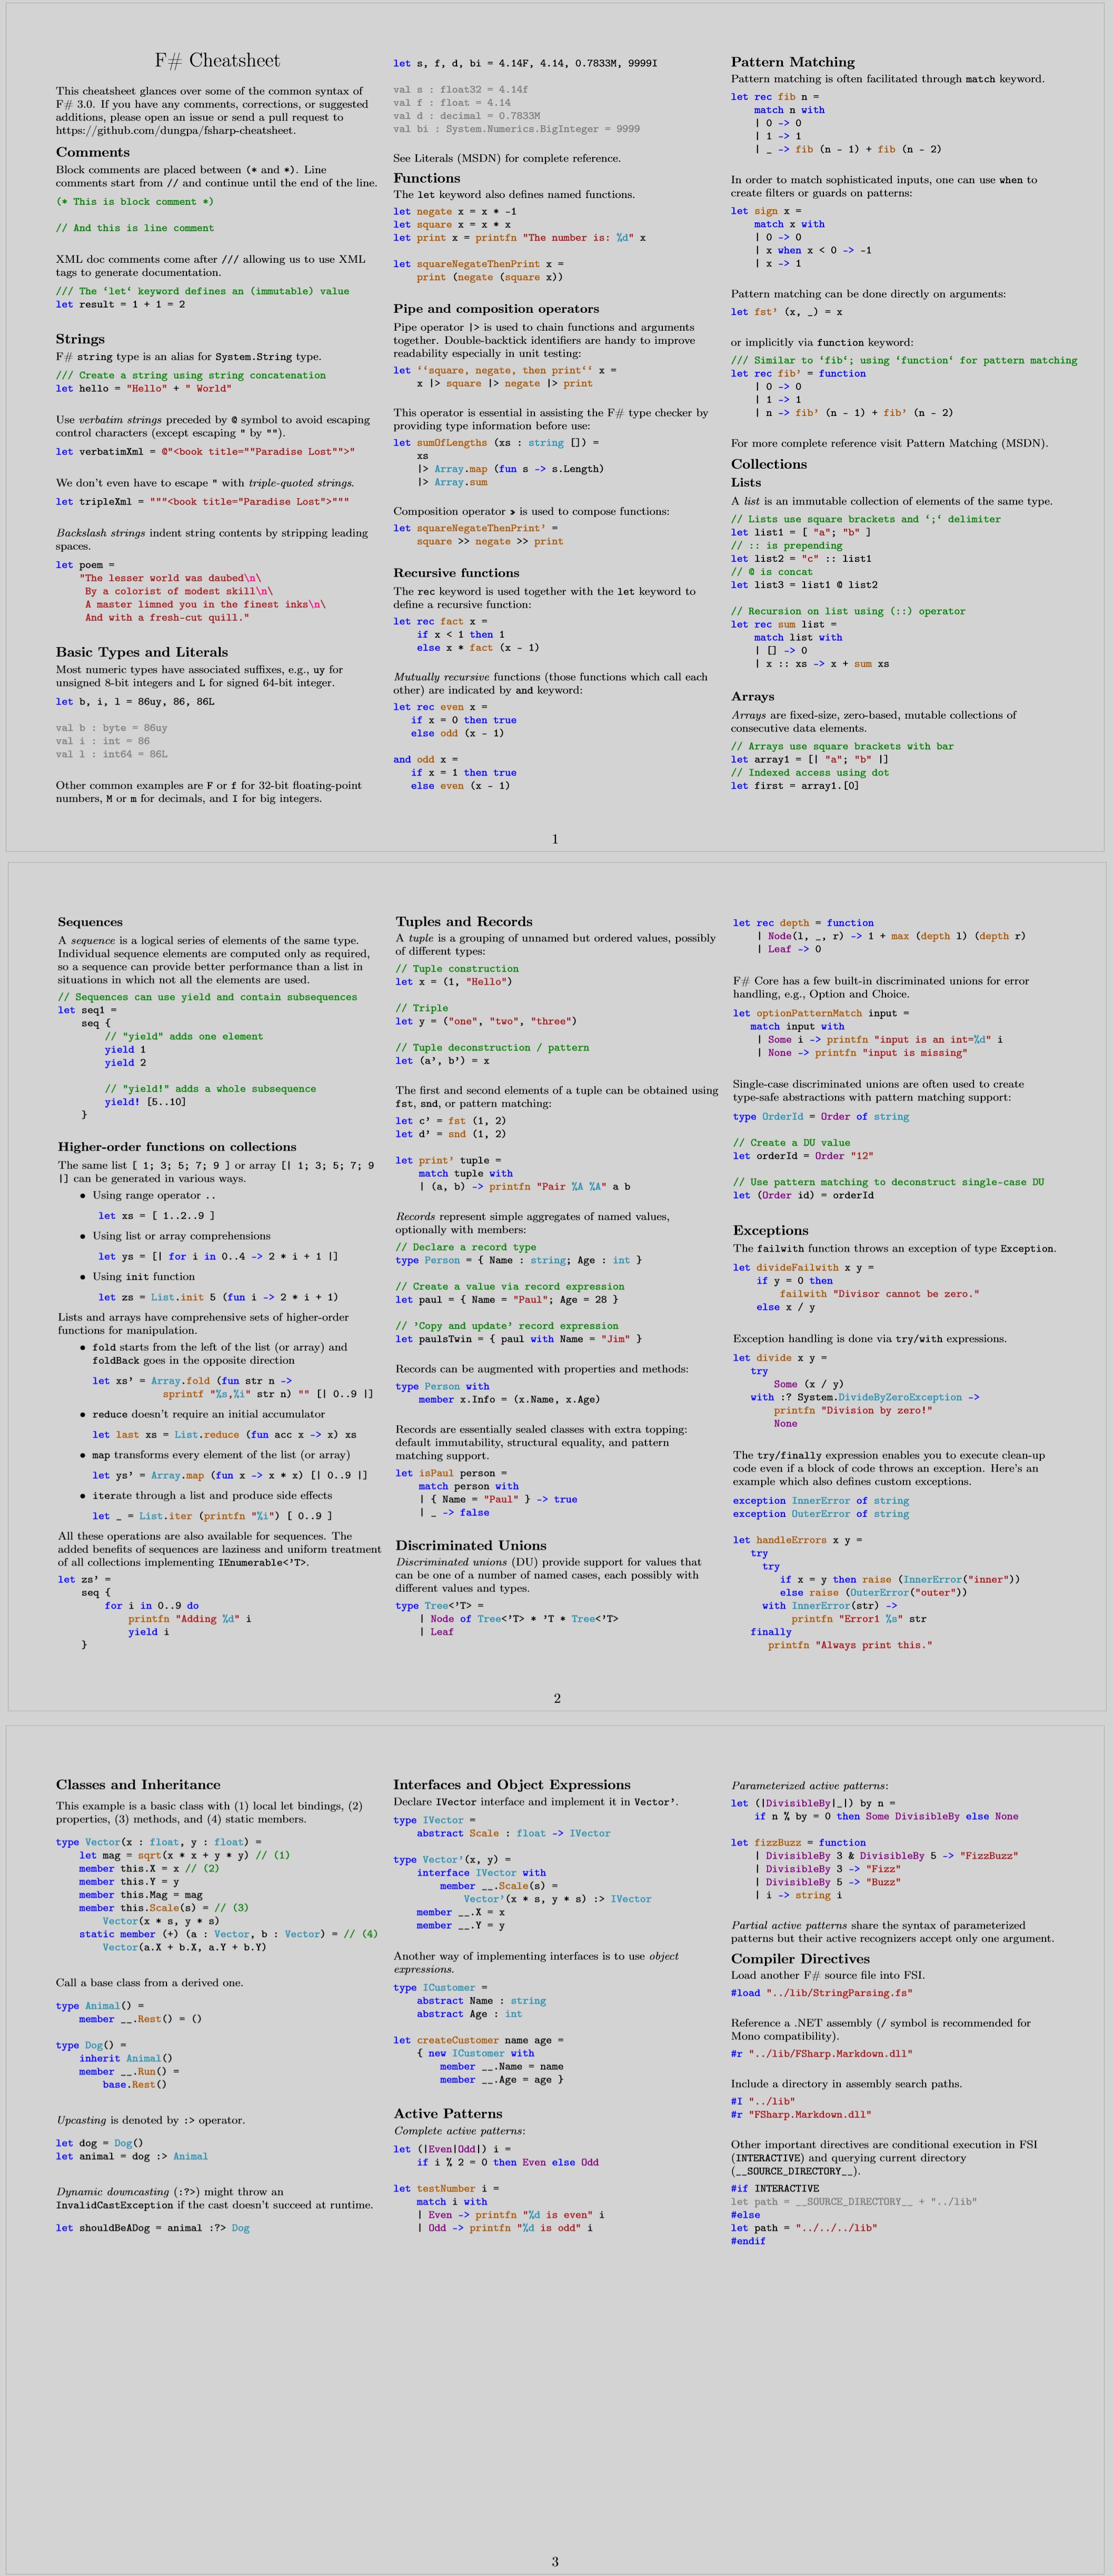 F# Cheatsheet
This cheatsheet glances over some of the common syntax of
F# 3.0. If you have any comments, corrections, or suggested
additions, please open an issue or send a pull request to
https://github.com/dungpa/fsharp-cheatsheet.
Comments
Block comments are placed between (* and *). Line
comments start from // and continue until the end of the line.
(* This is block comment *)
// And this is line comment
XML doc comments come after /// allowing us to use XML
tags to generate documentation.
/// The ‘let‘ keyword defines an (immutable) value
let result = 1 + 1 = 2
Strings
F# string type is an alias for System.String type.
/// Create a string using string concatenation
let hello = "Hello" + " World"
Use verbatim strings preceded by @ symbol to avoid escaping
control characters (except escaping " by "").
let verbatimXml = @"<book title=""Paradise Lost"">"
We don't even have to escape " with triple-quoted strings.
let tripleXml = """<book title="Paradise Lost">"""
Backslash strings indent string contents by stripping leading
spaces.
let poem =
    "The lesser world was daubed\n\
     By a colorist of modest skill\n\
     A master limned you in the finest inks\n\
     And with a fresh-cut quill."
Basic Types and Literals
Most numeric types have associated suffixes, e.g., uy for
unsigned 8-bit integers and L for signed 64-bit integer.
let b, i, l = 86uy, 86, 86L
val b : byte = 86uy
val i : int = 86
val l : int64 = 86L
Other common examples are F or f for 32-bit floating-point
numbers, M or m for decimals, and I for big integers.
let s, f, d, bi = 4.14F, 4.14, 0.7833M, 9999I
val s : float32 = 4.14f
val f : float = 4.14
val d : decimal = 0.7833M
val bi : System.Numerics.BigInteger = 9999
See Literals (MSDN) for complete reference.
Functions
The let keyword also defines named functions.
let negate x = x * -1
let square x = x * x
let print x = printfn "The number is: %d" x
let squareNegateThenPrint x =
    print (negate (square x))
Pipe and composition operators
Pipe operator |> is used to chain functions and arguments
together. Double-backtick identifiers are handy to improve
readability especially in unit testing:
let ‘‘square, negate, then print‘‘ x =
    x |> square |> negate |> print
This operator is essential in assisting the F# type checker by
providing type information before use:
let sumOfLengths (xs : string []) =
    xs
    |> Array.map (fun s -> s.Length)
    |> Array.sum
Composition operator » is used to compose functions:
let squareNegateThenPrint’ =
    square >> negate >> print
Recursive functions
The rec keyword is used together with the let keyword to
define a recursive function:
let rec fact x =
    if x < 1 then 1
    else x * fact (x - 1)
Mutually recursive functions (those functions which call each
other) are indicated by and keyword:
let rec even x =
   if x = 0 then true
   else odd (x - 1)
and odd x =
   if x = 1 then true
   else even (x - 1)
Pattern Matching
Pattern matching is often facilitated through match keyword.
let rec fib n =
    match n with
    | 0 -> 0
    | 1 -> 1
    | _ -> fib (n - 1) + fib (n - 2)
In order to match sophisticated inputs, one can use when to
create filters or guards on patterns:
let sign x =
    match x with
    | 0 -> 0
    | x when x < 0 -> -1
    | x -> 1
Pattern matching can be done directly on arguments:
let fst’ (x, _) = x
or implicitly via function keyword:
/// Similar to ‘fib‘; using ‘function‘ for pattern matching
let rec fib’ = function
    | 0 -> 0
    | 1 -> 1
    | n -> fib’ (n - 1) + fib’ (n - 2)
For more complete reference visit Pattern Matching (MSDN).
Collections
Lists
A list is an immutable collection of elements of the same type.
// Lists use square brackets and ‘;‘ delimiter
let list1 = [ "a"; "b" ]
// :: is prepending
let list2 = "c" :: list1
// @ is concat
let list3 = list1 @ list2
// Recursion on list using (::) operator
let rec sum list =
    match list with
    | [] -> 0
    | x :: xs -> x + sum xs
Arrays
Arrays are fixed-size, zero-based, mutable collections of
consecutive data elements.
// Arrays use square brackets with bar
let array1 = [| "a"; "b" |]
// Indexed access using dot
let first = array1.[0]
1
Sequences
A sequence is a logical series of elements of the same type.
Individual sequence elements are computed only as required,
so a sequence can provide better performance than a list in
situations in which not all the elements are used.
// Sequences can use yield and contain subsequences
let seq1 =
    seq {
        // "yield" adds one element
        yield 1
        yield 2
        // "yield!" adds a whole subsequence
        yield! [5..10]
    }
Higher-order functions on collections
The same list [ 1; 3; 5; 7; 9 ] or array [| 1; 3; 5; 7; 9
|] can be generated in various ways.
• Using range operator ..
let xs = [ 1..2..9 ]
• Using list or array comprehensions
let ys = [| for i in 0..4 -> 2 * i + 1 |]
• Using init function
let zs = List.init 5 (fun i -> 2 * i + 1)
Lists and arrays have comprehensive sets of higher-order
functions for manipulation.
• fold starts from the left of the list (or array) and
foldBack goes in the opposite direction
let xs’ = Array.fold (fun str n ->
            sprintf "%s,%i" str n) "" [| 0..9 |]
• reduce doesn't require an initial accumulator
let last xs = List.reduce (fun acc x -> x) xs
• map transforms every element of the list (or array)
let ys’ = Array.map (fun x -> x * x) [| 0..9 |]
• iterate through a list and produce side effects
let _ = List.iter (printfn "%i") [ 0..9 ]
All these operations are also available for sequences. The
added benefits of sequences are laziness and uniform treatment
of all collections implementing IEnumerable<’T>.
let zs’ =
    seq {
        for i in 0..9 do
            printfn "Adding %d" i
            yield i
    }
Tuples and Records
A tuple is a grouping of unnamed but ordered values, possibly
of different types:
// Tuple construction
let x = (1, "Hello")
// Triple
let y = ("one", "two", "three")
// Tuple deconstruction / pattern
let (a’, b’) = x
The first and second elements of a tuple can be obtained using
fst, snd, or pattern matching:
let c’ = fst (1, 2)
let d’ = snd (1, 2)
let print’ tuple =
    match tuple with
    | (a, b) -> printfn "Pair %A %A" a b
Records represent simple aggregates of named values,
optionally with members:
// Declare a record type
type Person = { Name : string; Age : int }
// Create a value via record expression
let paul = { Name = "Paul"; Age = 28 }
// ’Copy and update’ record expression
let paulsTwin = { paul with Name = "Jim" }
Records can be augmented with properties and methods:
type Person with
    member x.Info = (x.Name, x.Age)
Records are essentially sealed classes with extra topping:
default immutability, structural equality, and pattern
matching support.
let isPaul person =
    match person with
    | { Name = "Paul" } -> true
    | _ -> false
Discriminated Unions
Discriminated unions (DU) provide support for values that
can be one of a number of named cases, each possibly with
different values and types.
type Tree<’T> =
    | Node of Tree<’T> * ’T * Tree<’T>
    | Leaf
let rec depth = function
    | Node(l, _, r) -> 1 + max (depth l) (depth r)
    | Leaf -> 0
F# Core has a few built-in discriminated unions for error
handling, e.g., Option and Choice.
let optionPatternMatch input =
   match input with
    | Some i -> printfn "input is an int=%d" i
    | None -> printfn "input is missing"
Single-case discriminated unions are often used to create
type-safe abstractions with pattern matching support:
type OrderId = Order of string
// Create a DU value
let orderId = Order "12"
// Use pattern matching to deconstruct single-case DU
let (Order id) = orderId
Exceptions
The failwith function throws an exception of type Exception.
let divideFailwith x y =
    if y = 0 then
        failwith "Divisor cannot be zero."
    else x / y
Exception handling is done via try/with expressions.
let divide x y =
   try
       Some (x / y)
   with :? System.DivideByZeroException ->
       printfn "Division by zero!"
       None
The try/finally expression enables you to execute clean-up
code even if a block of code throws an exception. Here's an
example which also defines custom exceptions.
exception InnerError of string
exception OuterError of string
let handleErrors x y =
   try
     try
        if x = y then raise (InnerError("inner"))
        else raise (OuterError("outer"))
     with InnerError(str) ->
          printfn "Error1 %s" str
   finally
      printfn "Always print this."
2
Classes and Inheritance
This example is a basic class with (1) local let bindings, (2)
properties, (3) methods, and (4) static members.
type Vector(x : float, y : float) =
    let mag = sqrt(x * x + y * y) // (1)
    member this.X = x // (2)
    member this.Y = y
    member this.Mag = mag
    member this.Scale(s) = // (3)
        Vector(x * s, y * s)
    static member (+) (a : Vector, b : Vector) = // (4)
        Vector(a.X + b.X, a.Y + b.Y)
Call a base class from a derived one.
type Animal() =
    member __.Rest() = ()
type Dog() =
    inherit Animal()
    member __.Run() =
        base.Rest()
Upcasting is denoted by :> operator.
let dog = Dog()
let animal = dog :> Animal
Dynamic downcasting (:?>) might throw an
InvalidCastException if the cast doesn't succeed at runtime.
let shouldBeADog = animal :?> Dog
Interfaces and Object Expressions
Declare IVector interface and implement it in Vector’.
type IVector =
    abstract Scale : float -> IVector
type Vector’(x, y) =
    interface IVector with
        member __.Scale(s) =
            Vector’(x * s, y * s) :> IVector
    member __.X = x
    member __.Y = y
Another way of implementing interfaces is to use object
expressions.
type ICustomer =
    abstract Name : string
    abstract Age : int
let createCustomer name age =
    { new ICustomer with
        member __.Name = name
        member __.Age = age }
Active Patterns
Complete active patterns:
let (|Even|Odd|) i =
    if i % 2 = 0 then Even else Odd
let testNumber i =
    match i with
    | Even -> printfn "%d is even" i
    | Odd -> printfn "%d is odd" i
Parameterized active patterns:
let (|DivisibleBy|_|) by n =
    if n % by = 0 then Some DivisibleBy else None
let fizzBuzz = function
    | DivisibleBy 3 & DivisibleBy 5 -> "FizzBuzz"
    | DivisibleBy 3 -> "Fizz"
    | DivisibleBy 5 -> "Buzz"
    | i -> string i
Partial active patterns share the syntax of parameterized
patterns but their active recognizers accept only one argument.
Compiler Directives
Load another F# source file into FSI.
#load "../lib/StringParsing.fs"
Reference a .NET assembly (/ symbol is recommended for
Mono compatibility).
#r "../lib/FSharp.Markdown.dll"
Include a directory in assembly search paths.
#I "../lib"
#r "FSharp.Markdown.dll"
Other important directives are conditional execution in FSI
(INTERACTIVE) and querying current directory
(__SOURCE_DIRECTORY__).
#if INTERACTIVE
let path = __SOURCE_DIRECTORY__ + "../lib"
#else
let path = "../../../lib"
#endif
3